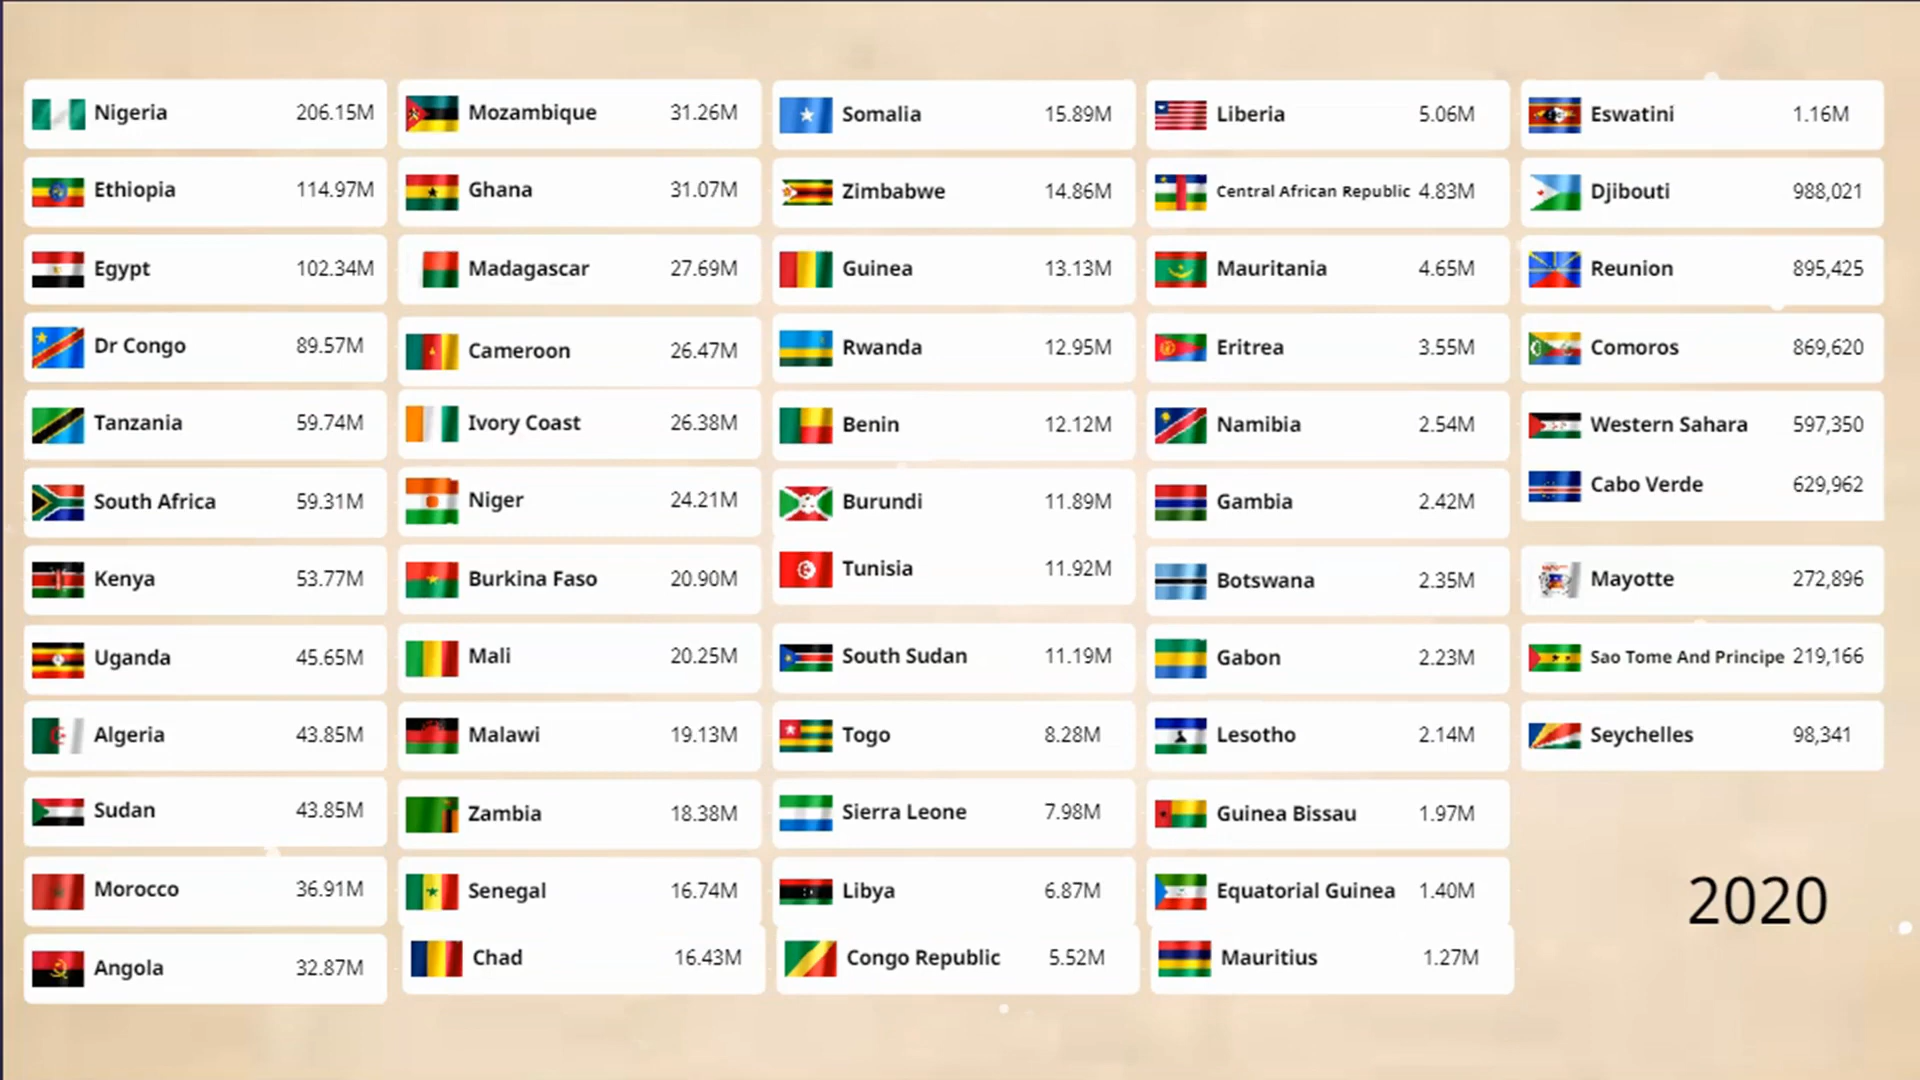 Nigeria 206.15M
Ethiopia 114.97M
Egypt 102.34M
Dr Congo 89.57M
Tanzania 59.74M
South Africa 59.31M
Kenya 53.77M
Uganda 45.65M
Algeria 43.85M
Sudan 43.85M
Morocco 36.91M
Angola 32.87M
Mozambique 31.26M
Ghana 31.07M
Madagascar 27.69M
Cameroon 26.47M
Ivory Coast 26.38M
Niger 24.21M
Burkina Faso 20.90M
Mali 20.25M
Malawi 19.13M
Zambia 18.38M
Senegal 16.74M
Chad 16.43M
Somalia 15.89M
Zimbabwe 14.86M
Guinea 13.13M
Rwanda 12.95M
Benin 12.12M
Burundi 11.89M
Tunisia 11.92M
South Sudan 11.19M
Togo 8.28M
Sierra Leone 7.98M
Libya 6.87M
Congo Republic 5.52M
Liberia 5.06M
Central African Republic 4.83M
Mauritania 4.65M
Eritrea 3.55M
Namibia 2.54M
Gambia 2.42M
Botswana 2.35M
Gabon 2.23M
Lesotho 2.14M
Guinea Bissau 1.97M
Equatorial Guinea 1.40M
Mauritius 1.27M
Eswatini 1.16M
Djibouti 988,021
Reunion 895,425
Comoros 869,620
Western Sahara 597,350
Cabo Verde 629,962
Mayotte 272,896
Sao Tome And Principe 219,166
Seychelles 98,341
2020